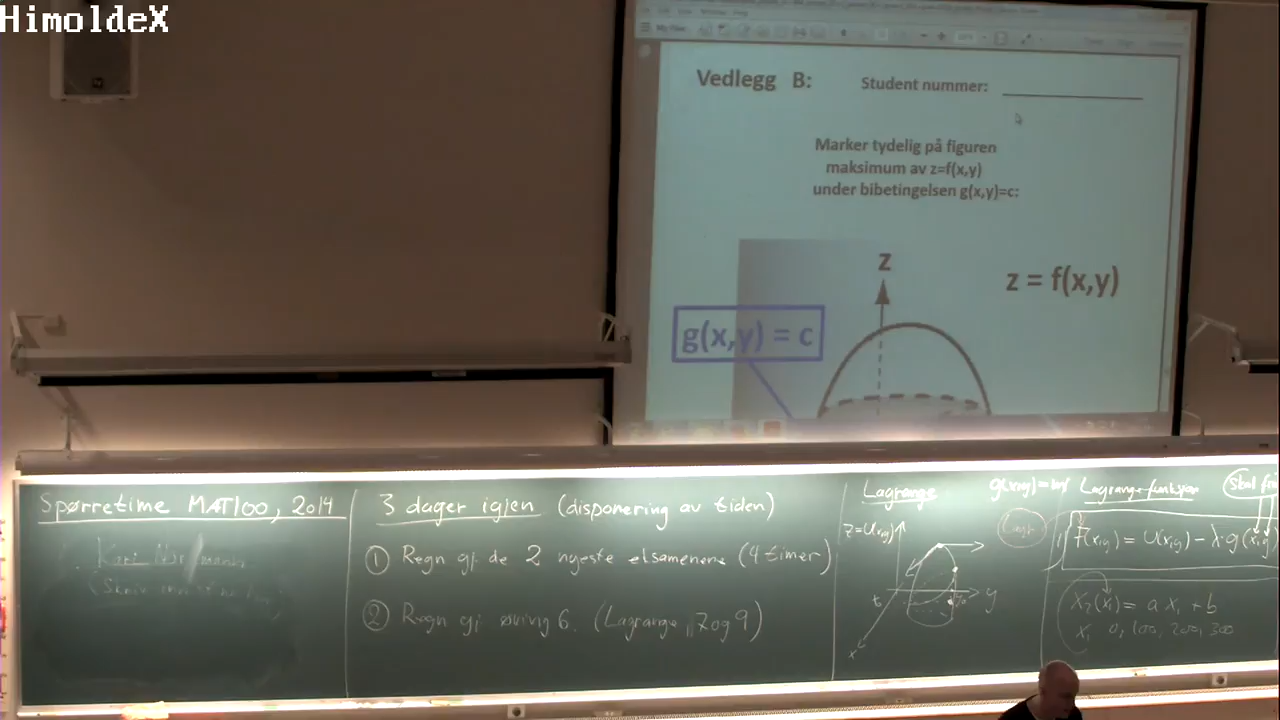 HimoldeX
Vedlegg B:
Student nummer:
Marker tydelig på figuren
maksimum av z=f(x,y)
under bibetingelsen g(x,y)=c:
z
z = f(x,y)
g(x,y) = c
Spørretime MAT100, 2014
3 dager igjen (disponering av tiden)
① Regn gj. de 2 nyeste eksamenene (4 timer)
② Regn gj. øving 6. (Lagrange, 7 og 9)
Lagrange
z=U(x,y)
y
x
Lagrange-funksjon
F(x,y) = U(x,y) - λ·g(x,y)
x₂(x₁) = a x₁ + b
x₁ 0, 100, 200, 300